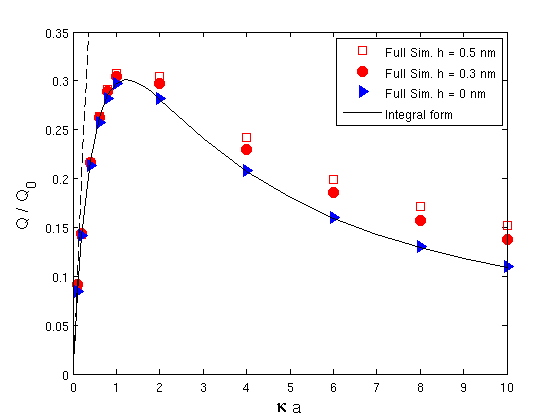 0.35
0.3
0.25
0.2
0.15
0.1
0.05
0
Q / Q0
Full Sim. h = 0.5 nm
Full Sim. h = 0.3 nm
Full Sim. h = 0 nm
Integral form
0 1 2 3 4 5 6 7 8 9 10
κ a